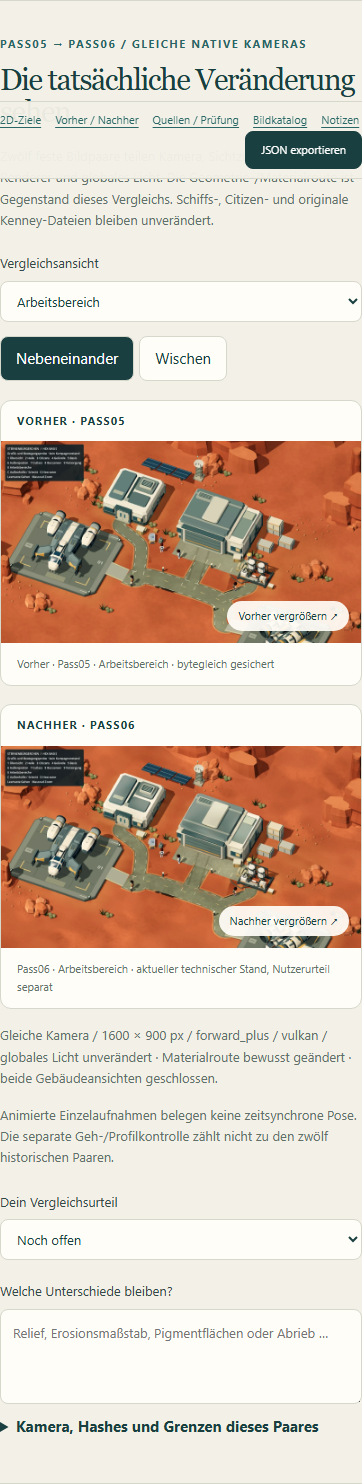 PASS05 → PASS06 / GLEICHE NATIVE KAMERAS
Die tatsächliche Veränderung
sehen
2D-Ziele Vorher / Nachher Quellen / Prüfung Bildkatalog Notizen
JSON exportieren
Renderer und globales Licht. Die Geometrie-/Materialroute ist
Gegenstand dieses Vergleichs. Schiffs-, Citizen- und originale
Kenney-Dateien bleiben unverändert.
Vergleichsansicht
Arbeitsbereich
Nebeneinander Wischen
VORHER · PASS05
Vorher vergrößern ↗
Vorher · Pass05 · Arbeitsbereich · bytegleich gesichert
NACHHER · PASS06
Nachher vergrößern ↗
Pass06 · Arbeitsbereich · aktueller technischer Stand, Nutzerurteil
separat
Gleiche Kamera / 1600 × 900 px / forward_plus / vulkan /
globales Licht unverändert · Materialroute bewusst geändert ·
beide Gebäudeansichten geschlossen.
Animierte Einzelaufnahmen belegen keine zeitsynchrone Pose.
Die separate Geh-/Profilkontrolle zählt nicht zu den zwölf
historischen Paaren.
Dein Vergleichsurteil
Noch offen
Welche Unterschiede bleiben?
Relief, Erosionsmaßstab, Pigmentflächen oder Abrieb ...
▶ Kamera, Hashes und Grenzen dieses Paares